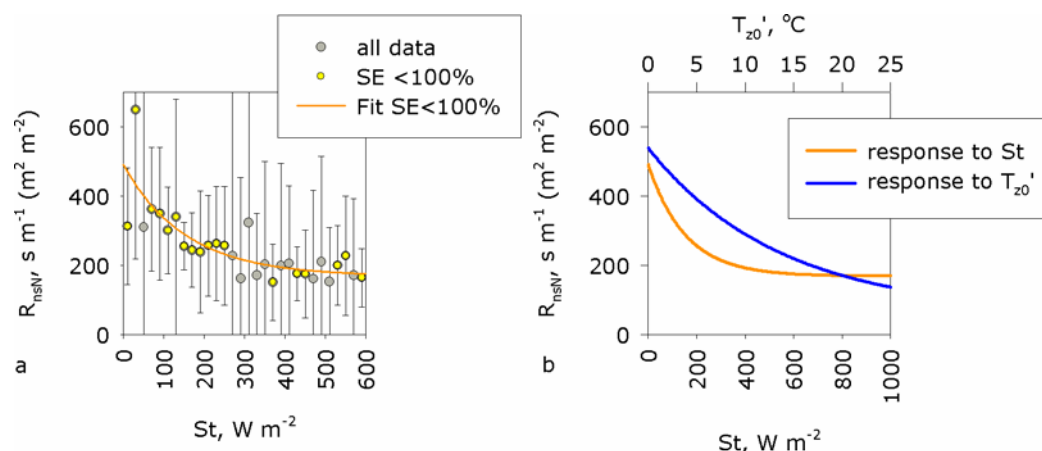 all data
SE <100%
Fit SE<100%
R_nsN, s m⁻¹ (m² m⁻²)
600
400
200
0
0
100
200
300
400
500
600
St, W m⁻²
a
T_z0', °C
0
5
10
15
20
25
response to St
response to T_z0'
R_nsN, s m⁻¹ (m² m⁻²)
600
400
200
0
0
200
400
600
800
1000
St, W m⁻²
b